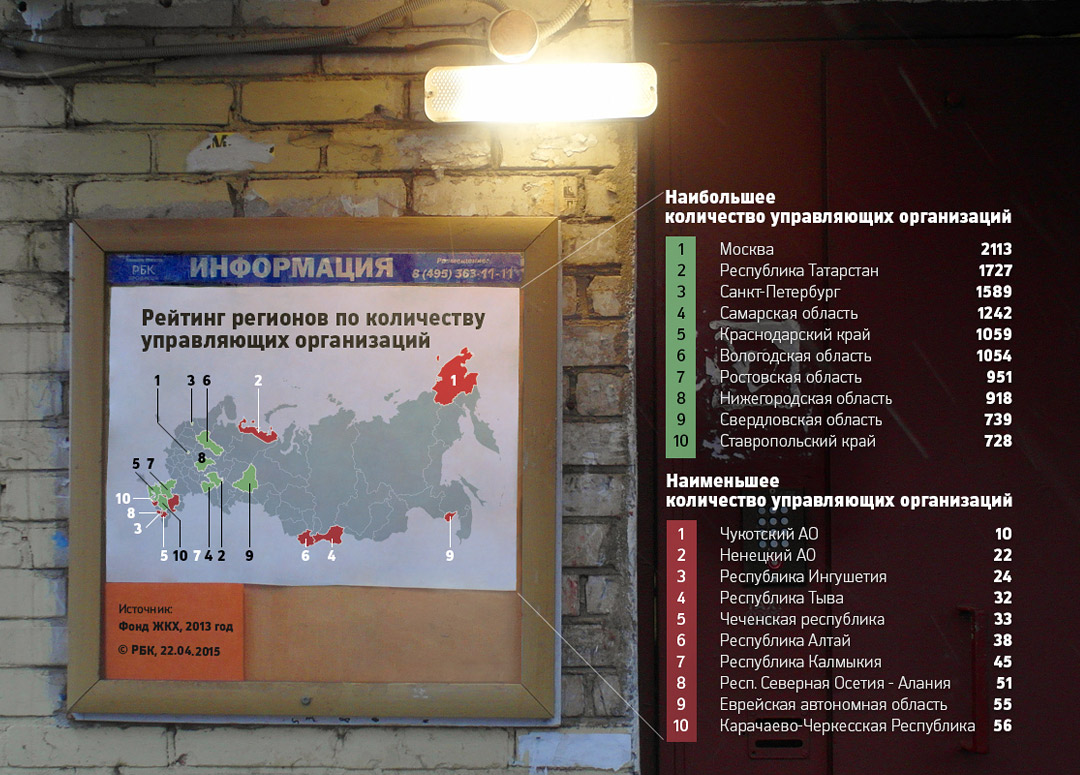 РБК
ИНФОРМАЦИЯ
Размещение:
8 (495) 363-11-11
Рейтинг регионов по количеству
управляющих организаций
1
3 6
2
1
8
5 7
10
8
3
5 10 7 4 2 9 6 4 9
Источник:
Фонд ЖКХ, 2013 год
© РБК, 22.04.2015
Наибольшее
количество управляющих организаций
1 Москва 2113
2 Республика Татарстан 1727
3 Санкт-Петербург 1589
4 Самарская область 1242
5 Краснодарский край 1059
6 Вологодская область 1054
7 Ростовская область 951
8 Нижегородская область 918
9 Свердловская область 739
10 Ставропольский край 728
Наименьшее
количество управляющих организаций
1 Чукотский АО 10
2 Ненецкий АО 22
3 Республика Ингушетия 24
4 Республика Тыва 32
5 Чеченская республика 33
6 Республика Алтай 38
7 Республика Калмыкия 45
8 Респ. Северная Осетия - Алания 51
9 Еврейская автономная область 55
10 Карачаево-Черкесская Республика 56